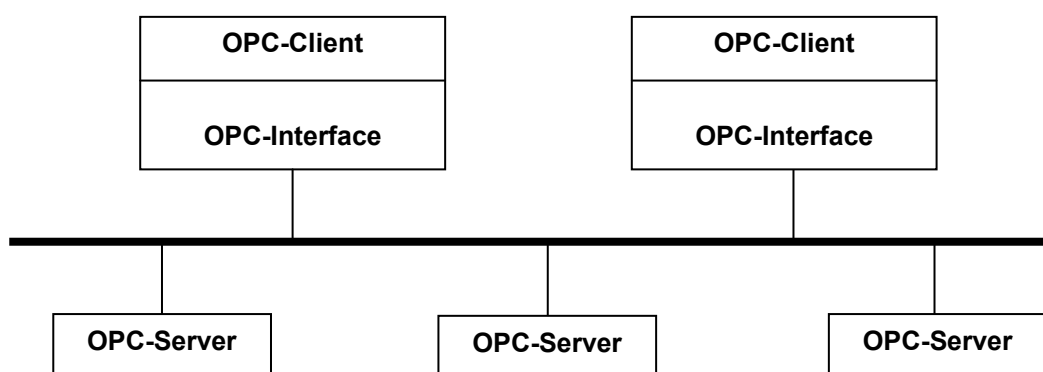 OPC-Client
OPC-Interface
OPC-Client
OPC-Interface
OPC-Server
OPC-Server
OPC-Server